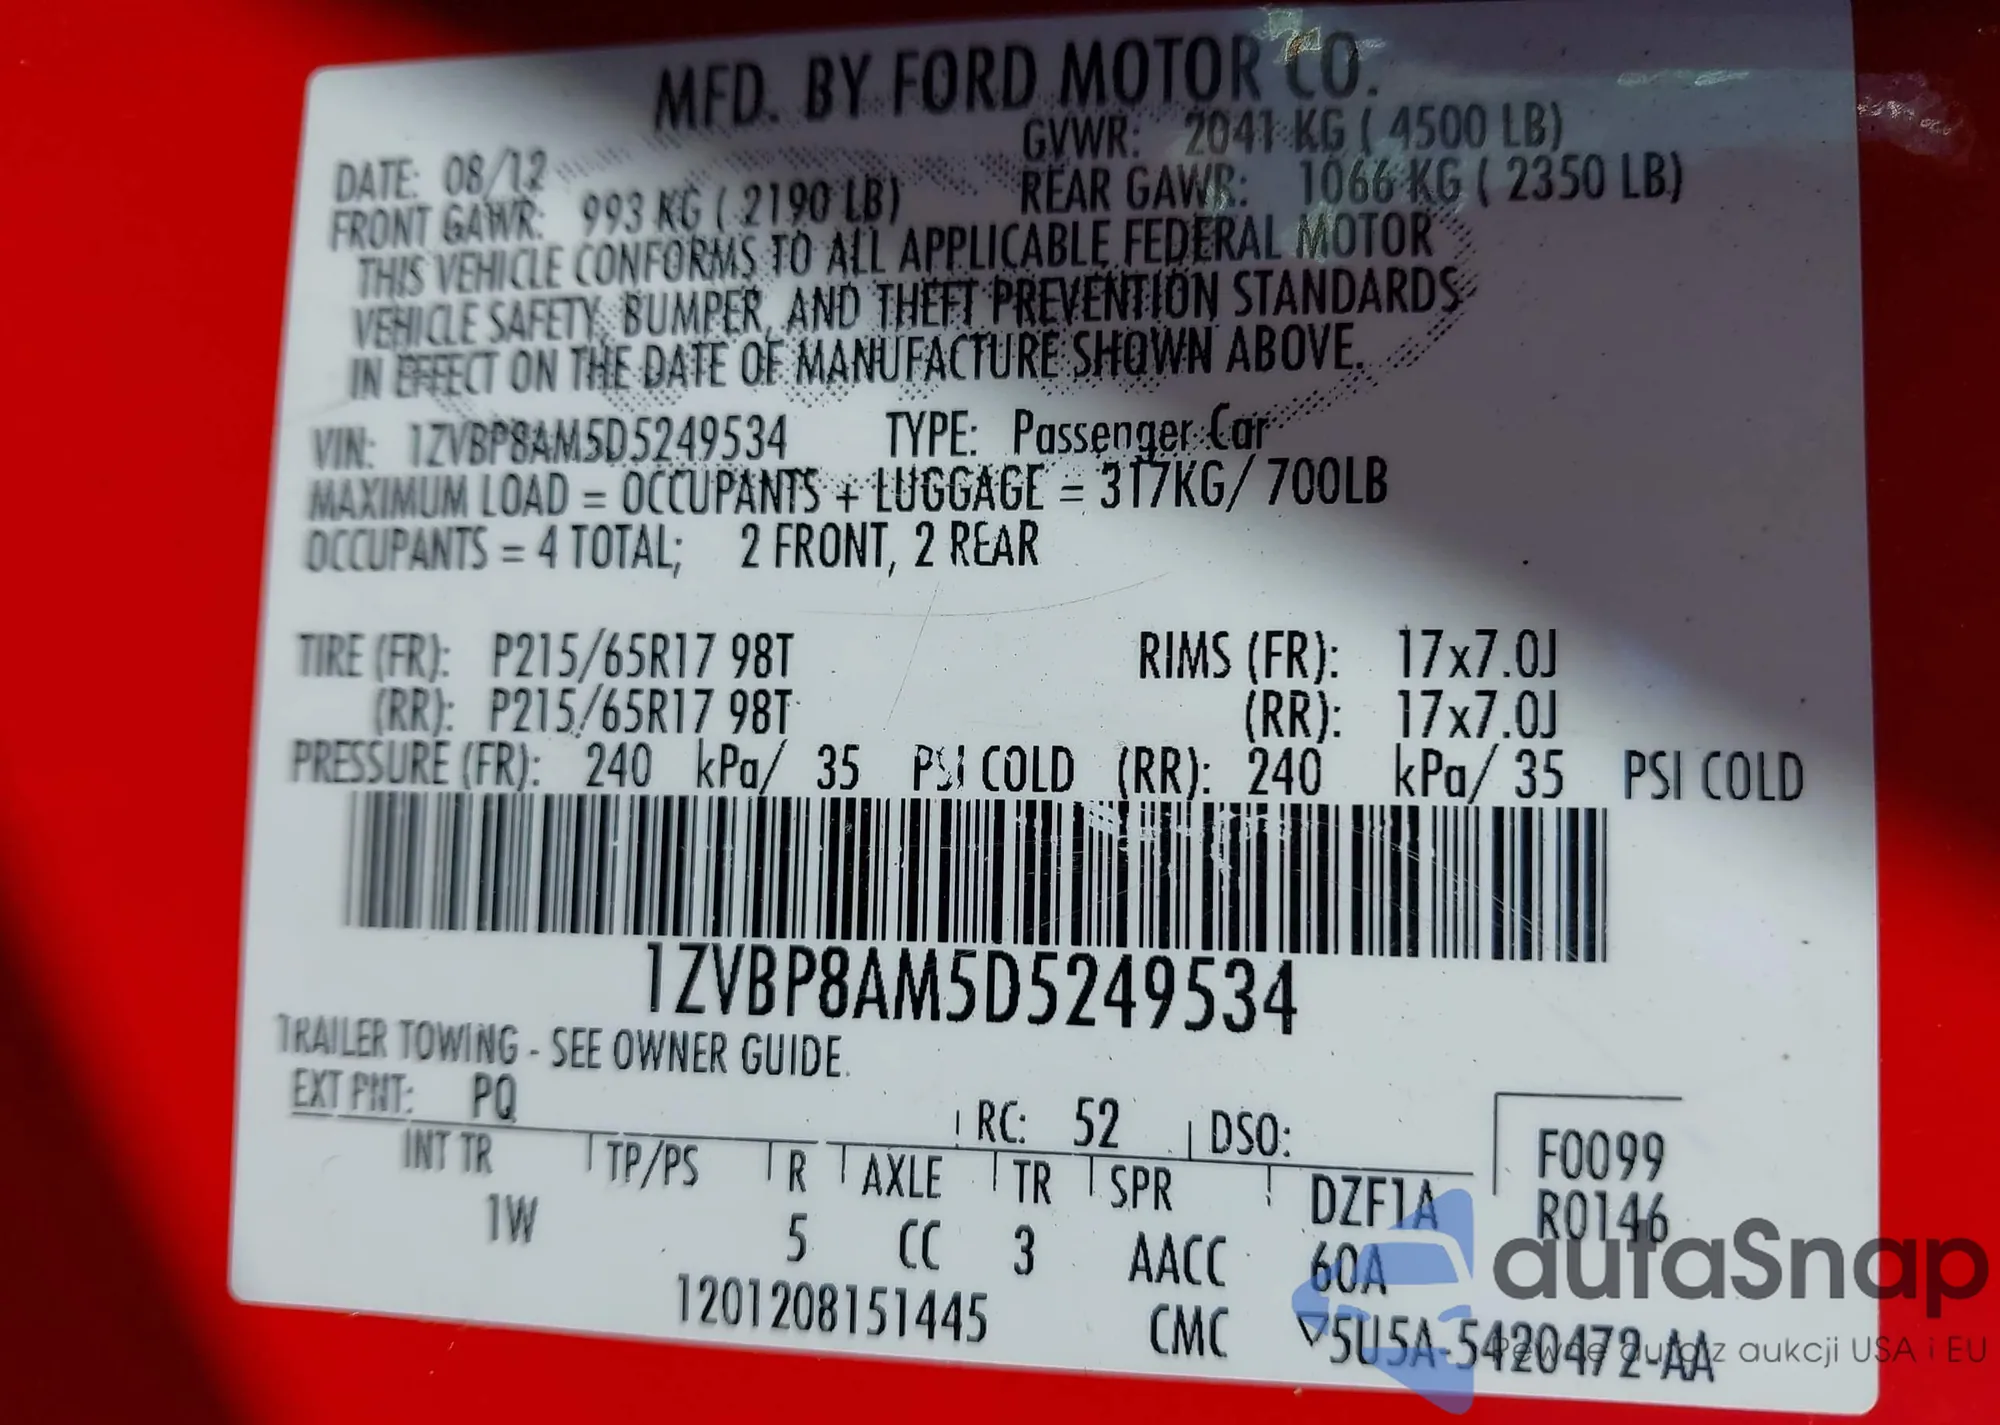 MFD. BY FORD MOTOR CO.
DATE: 08/12 GVWR: 2041 KG ( 4500 LB)
FRONT GAWR: 993 KG ( 2190 LB) REAR GAWR: 1066 KG ( 2350 LB)
THIS VEHICLE CONFORMS TO ALL APPLICABLE FEDERAL MOTOR
VEHICLE SAFETY, BUMPER, AND THEFT PREVENTION STANDARDS
IN EFFECT ON THE DATE OF MANUFACTURE SHOWN ABOVE.
VIN: 1ZVBP8AM5D5249534 TYPE: Passenger Car
MAXIMUM LOAD = OCCUPANTS + LUGGAGE = 317KG/ 700LB
OCCUPANTS = 4 TOTAL; 2 FRONT, 2 REAR
TIRE (FR): P215/65R17 98T RIMS (FR): 17x7.0J
(RR): P215/65R17 98T (RR): 17x7.0J
PRESSURE (FR): 240 kPa/ 35 PSI COLD (RR): 240 kPa/ 35 PSI COLD
1ZVBP8AM5D5249534
TRAILER TOWING - SEE OWNER GUIDE.
EXT PNT: PQ RC: 52 DSO: F0099
INT TR TP/PS R AXLE TR SPR DZF1A R0146
1W 5 CC 3 AACC 60A
1201208151445 CMC ▽5U5A-5420472-AA
autaSnap
Pewne auta z aukcji USA i EU